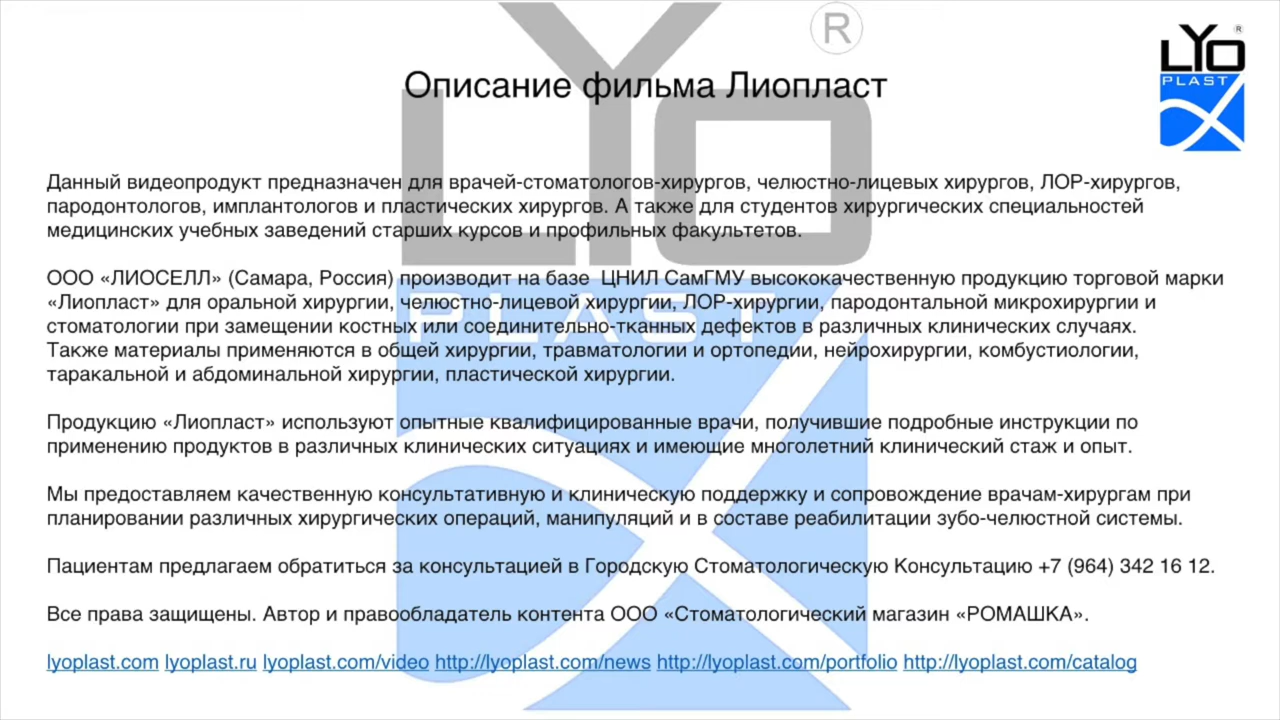 LYO
PLAST
®
LYO ®
PLAST
Описание фильма Лиопласт
Данный видеопродукт предназначен для врачей-стоматологов-хирургов, челюстно-лицевых хирургов, ЛОР-хирургов,
пародонтологов, имплантологов и пластических хирургов. А также для студентов хирургических специальностей
медицинских учебных заведений старших курсов и профильных факультетов.
ООО «ЛИОСЕЛЛ» (Самара, Россия) производит на базе ЦНИЛ СамГМУ высококачественную продукцию торговой марки
«Лиопласт» для оральной хирургии, челюстно-лицевой хирургии, ЛОР-хирургии, пародонтальной микрохирургии и
стоматологии при замещении костных или соединительно-тканных дефектов в различных клинических случаях.
Также материалы применяются в общей хирургии, травматологии и ортопедии, нейрохирургии, комбустиологии,
таракальной и абдоминальной хирургии, пластической хирургии.
Продукцию «Лиопласт» используют опытные квалифицированные врачи, получившие подробные инструкции по
применению продуктов в различных клинических ситуациях и имеющие многолетний клинический стаж и опыт.
Мы предоставляем качественную консультативную и клиническую поддержку и сопровождение врачам-хирургам при
планировании различных хирургических операций, манипуляций и в составе реабилитации зубо-челюстной системы.
Пациентам предлагаем обратиться за консультацией в Городскую Стоматологическую Консультацию +7 (964) 342 16 12.
Все права защищены. Автор и правообладатель контента ООО «Стоматологический магазин «РОМАШКА».
lyoplast.com lyoplast.ru lyoplast.com/video http://lyoplast.com/news http://lyoplast.com/portfolio http://lyoplast.com/catalog